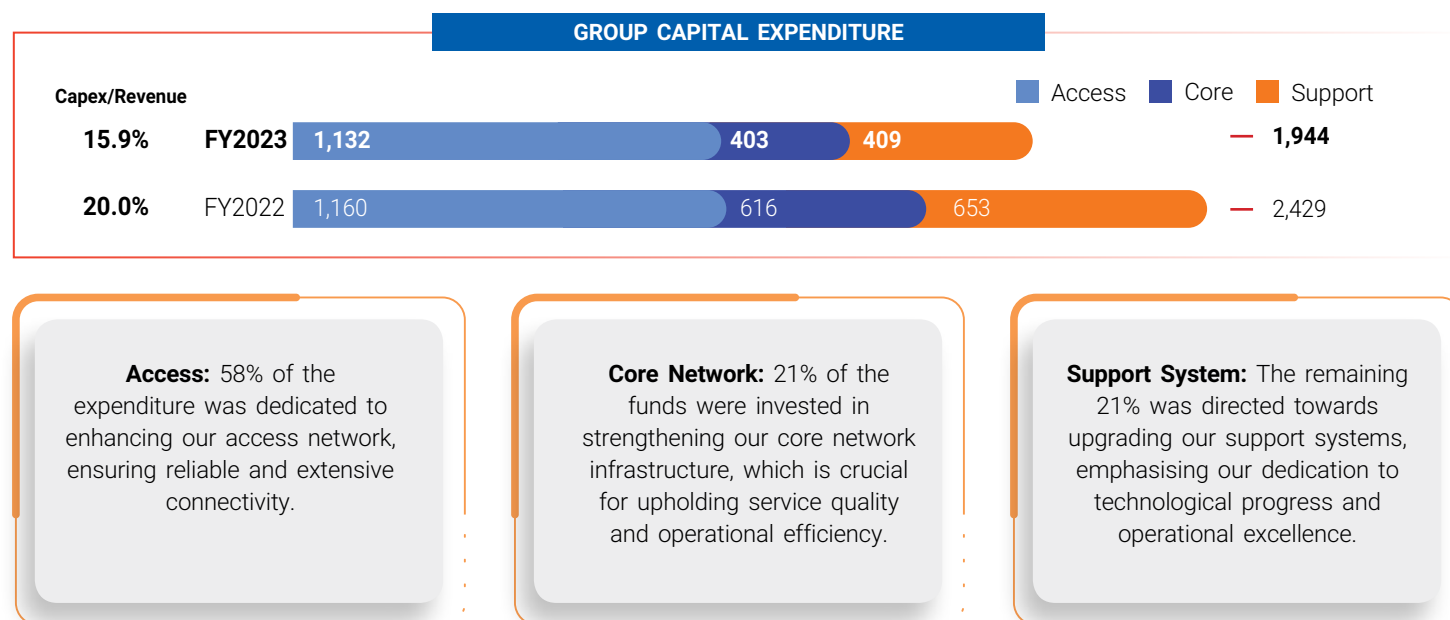 GROUP CAPITAL EXPENDITURE
Capex/Revenue
Access Core Support
15.9% FY2023 1,132 403 409 1,944
20.0% FY2022 1,160 616 653 2,429
Access: 58% of the
expenditure was dedicated to
enhancing our access network,
ensuring reliable and extensive
connectivity.
Core Network: 21% of the
funds were invested in
strengthening our core network
infrastructure, which is crucial
for upholding service quality
and operational efficiency.
Support System: The remaining
21% was directed towards
upgrading our support systems,
emphasising our dedication to
technological progress and
operational excellence.